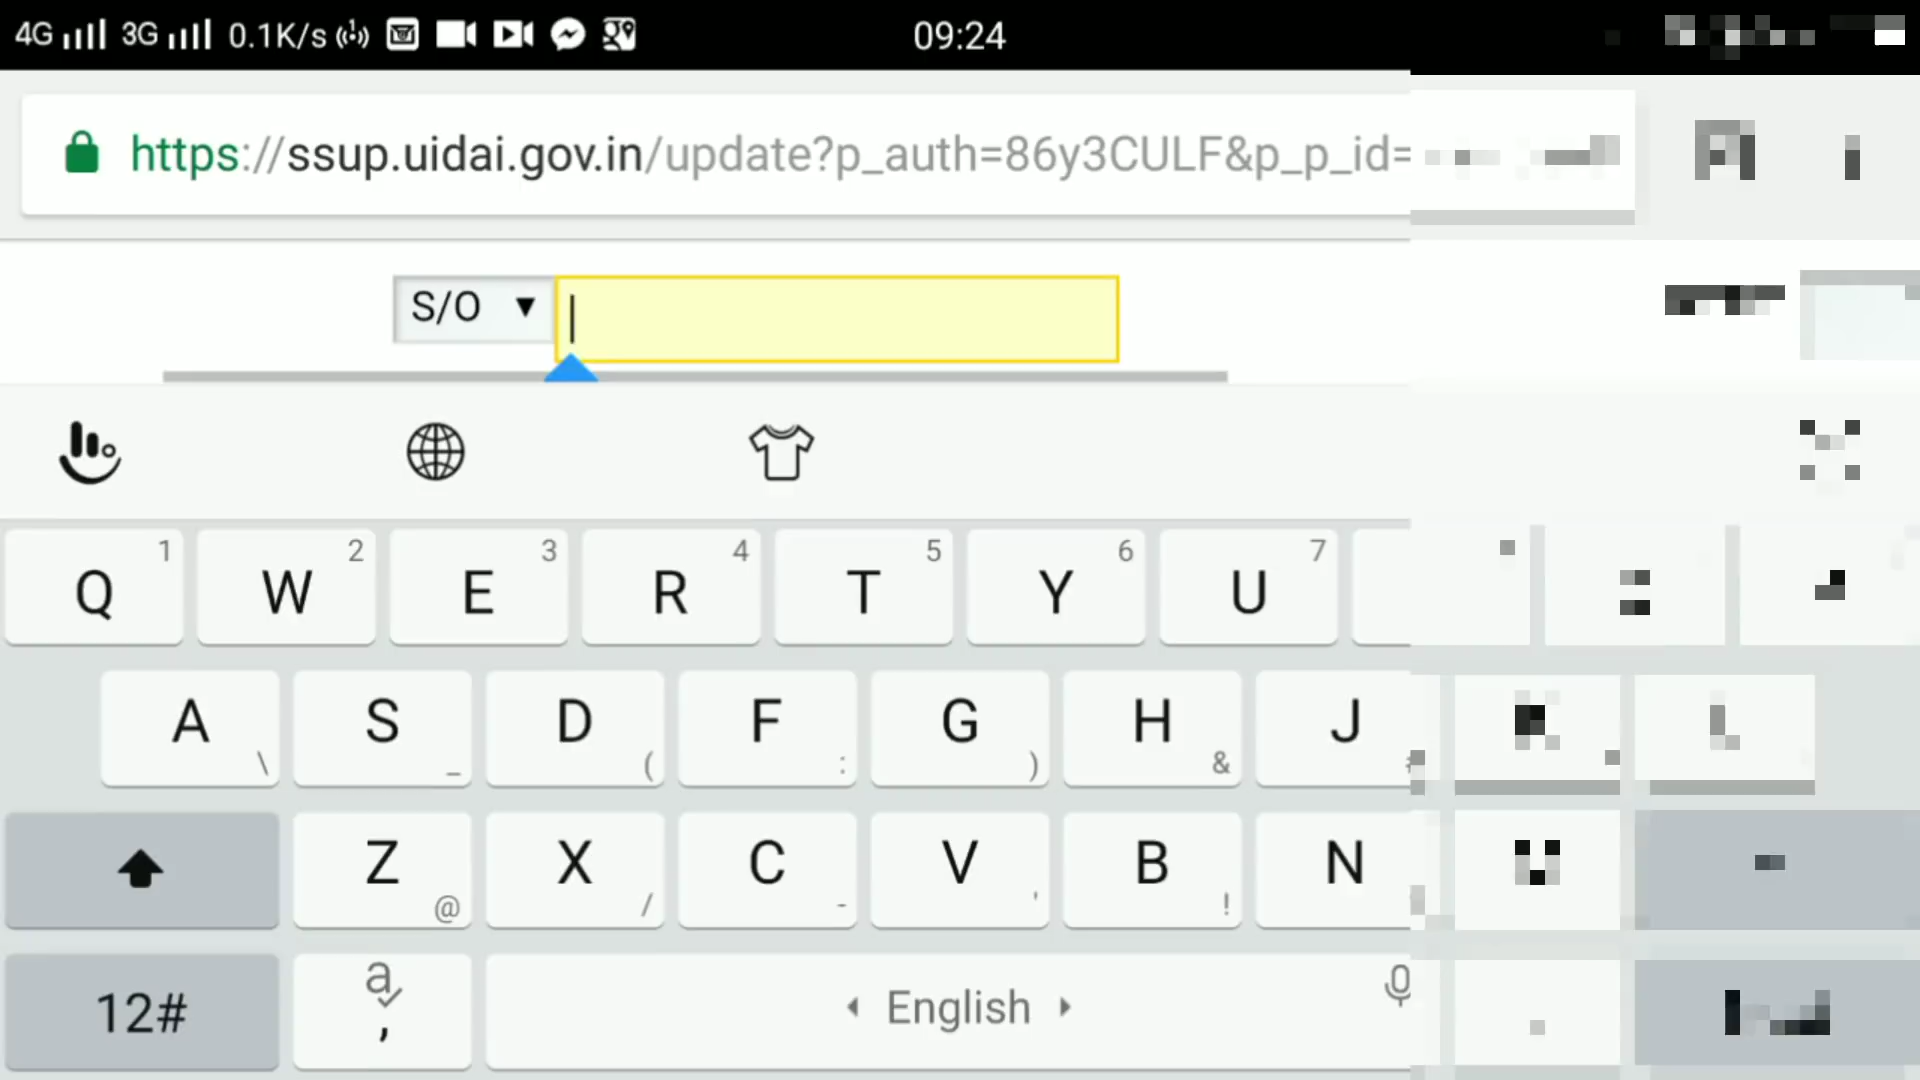 4G 3G 0.1K/s 09:24
https://ssup.uidai.gov.in/update?p_auth=86y3CULF&p_p_id=
S/O
Q 1 W 2 E 3 R 4 T 5 Y 6 U 7
A \ S _ D ( F : G ) H & J K L
Z @ X / C - V ' B ! N
12# a , English